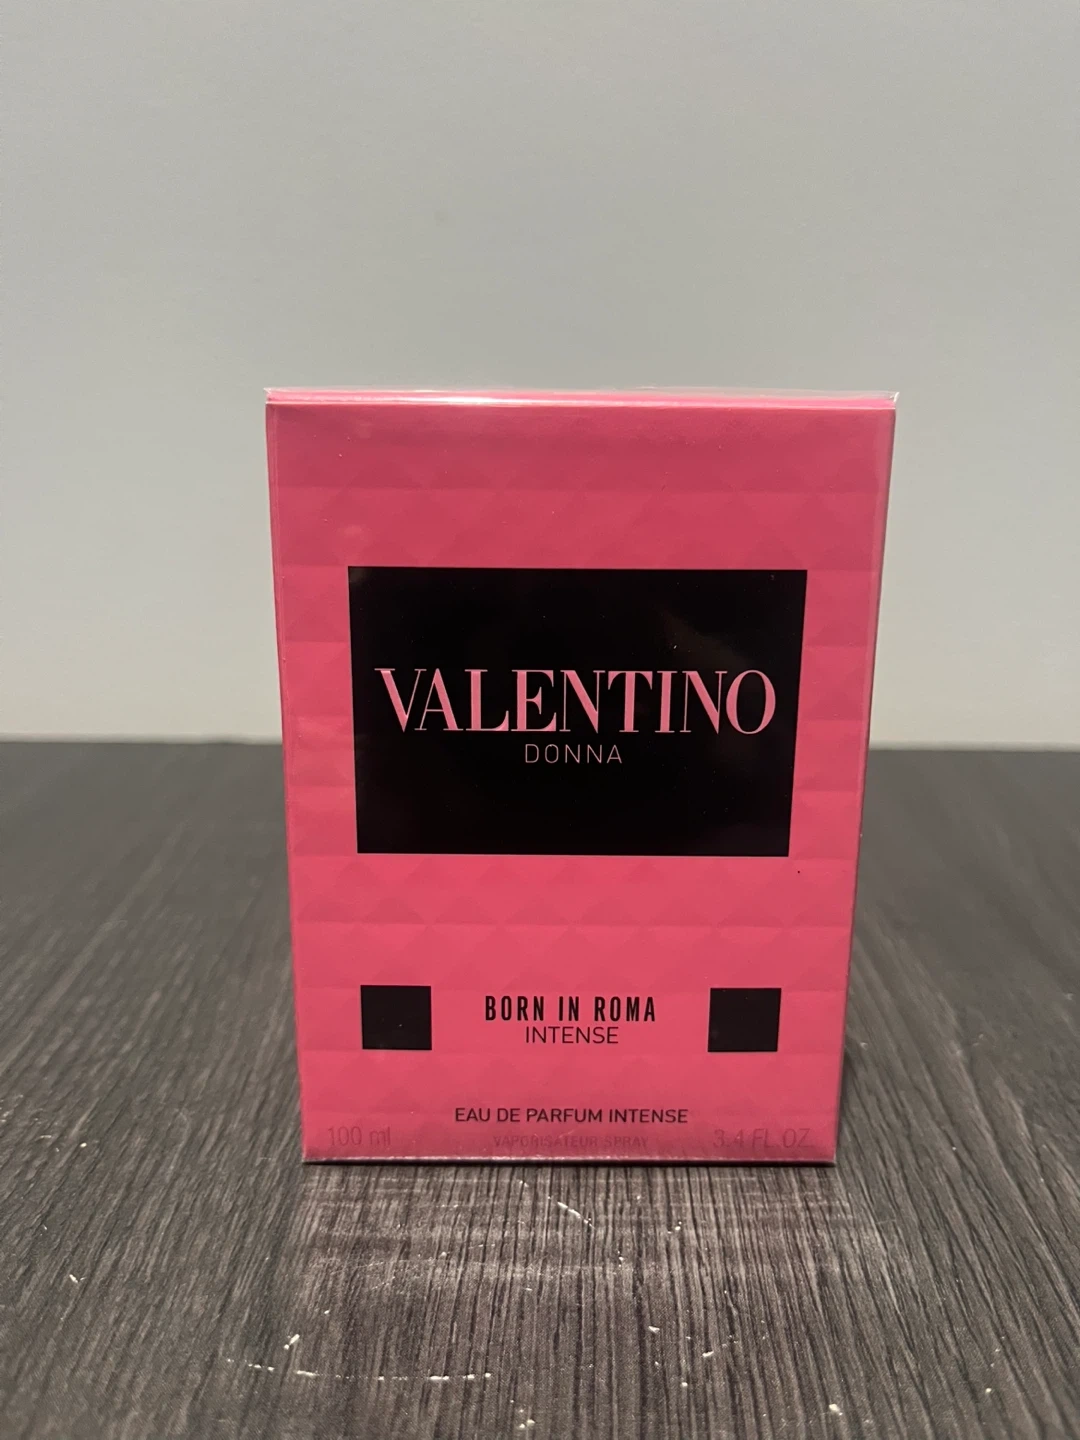 VALENTINO
DONNA
BORN IN ROMA
INTENSE
EAU DE PARFUM INTENSE
100 ml VAPORISATEUR SPRAY 3.4 FL.OZ